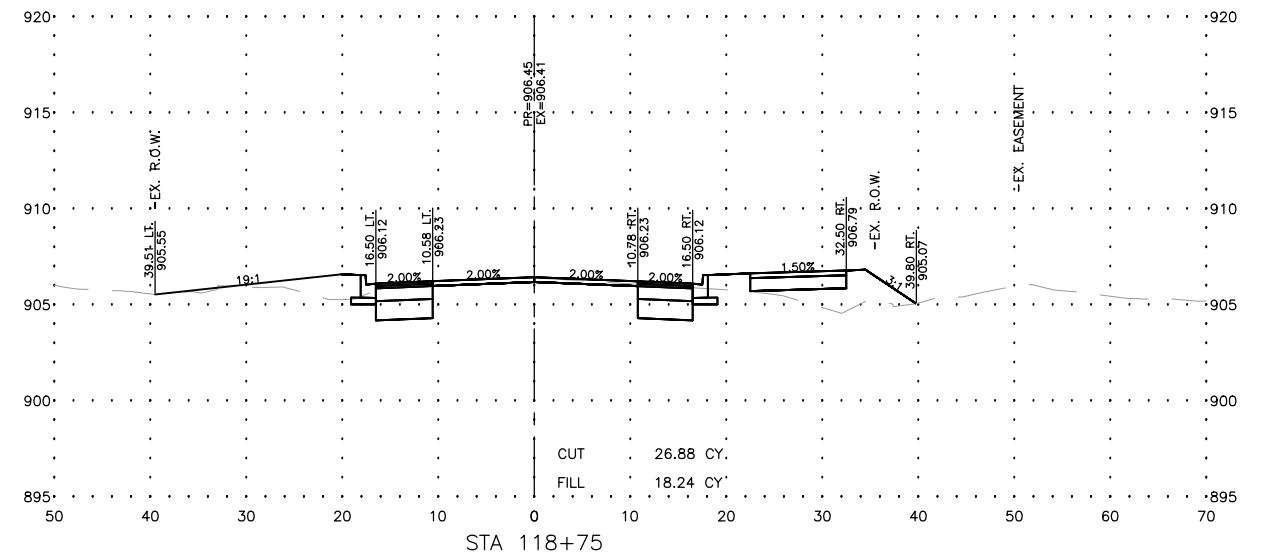 920
920
PR=906.45
EX=906.41
915
915
-EX. R.O.W.
-EX. EASEMENT
910
910
39.51 LT.
905.55
16.50 LT.
906.12
10.58 LT.
906.23
10.78 RT.
906.23
16.50 RT.
906.12
32.50 RT.
906.79
-EX. R.O.W.
39.80 RT.
905.07
19:1
2.00%
2.00%
2.00%
2.00%
1.50%
3:1
905
905
900
900
CUT 26.88 CY.
FILL 18.24 CY
895
895
50 40 30 20 10 0 10 20 30 40 50 60 70
STA 118+75